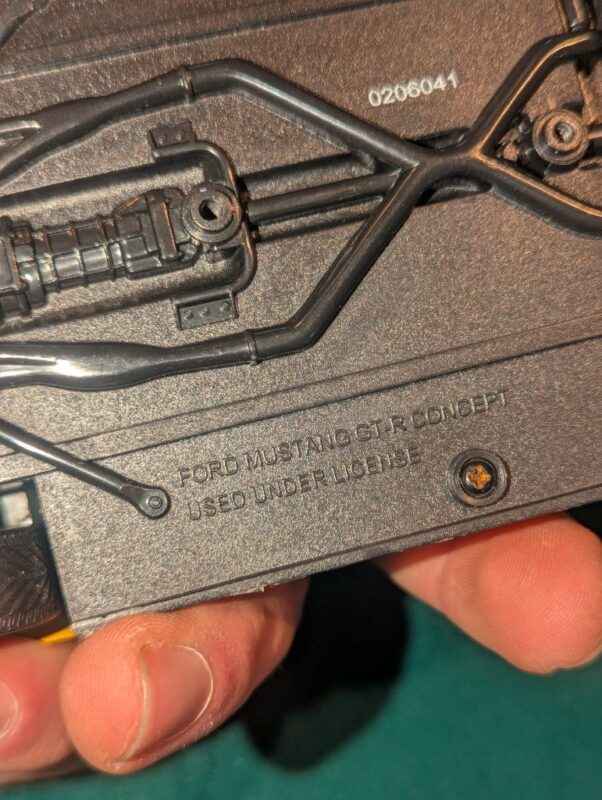 0206041
FORD MUSTANG GT-R CONCEPT
USED UNDER LICENSE